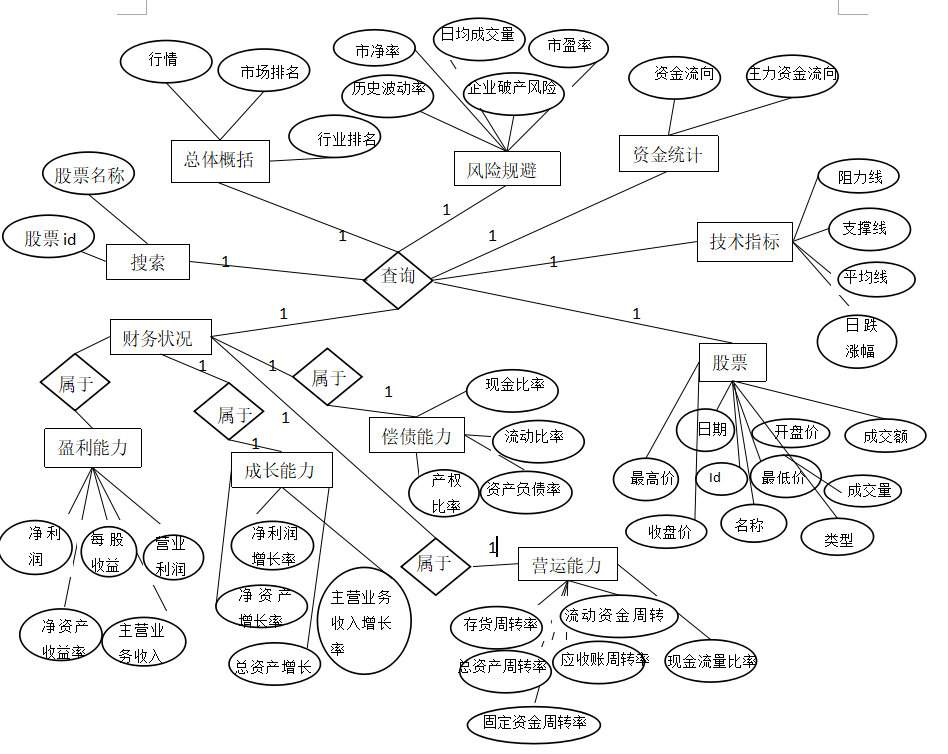 行情
市场排名
市净率
日均成交量
市盈率
历史波动率
企业破产风险
资金流向
主力资金流向
行业排名
总体概括
风险规避
资金统计
股票名称
股票id
搜索
阻力线
支撑线
平均线
日跌
涨幅
技术指标
查询
1
1
1
1
1
1
1
财务状况
股票
属于
属于
属于
1
1
1
1
1
盈利能力
成长能力
偿债能力
现金比率
流动比率
产权
比率
资产负债率
日期
开盘价
成交额
最高价
Id
最低价
成交量
收盘价
名称
类型
净利
润
每股
收益
营业
利润
净资产
收益率
主营业
务收入
净利润
增长率
净资产
增长率
总资产增长
主营业务
收入增长
率
属于
1
营运能力
存货周转率
流动资金周转
总资产周转率
应收账周转率
现金流量比率
固定资金周转率